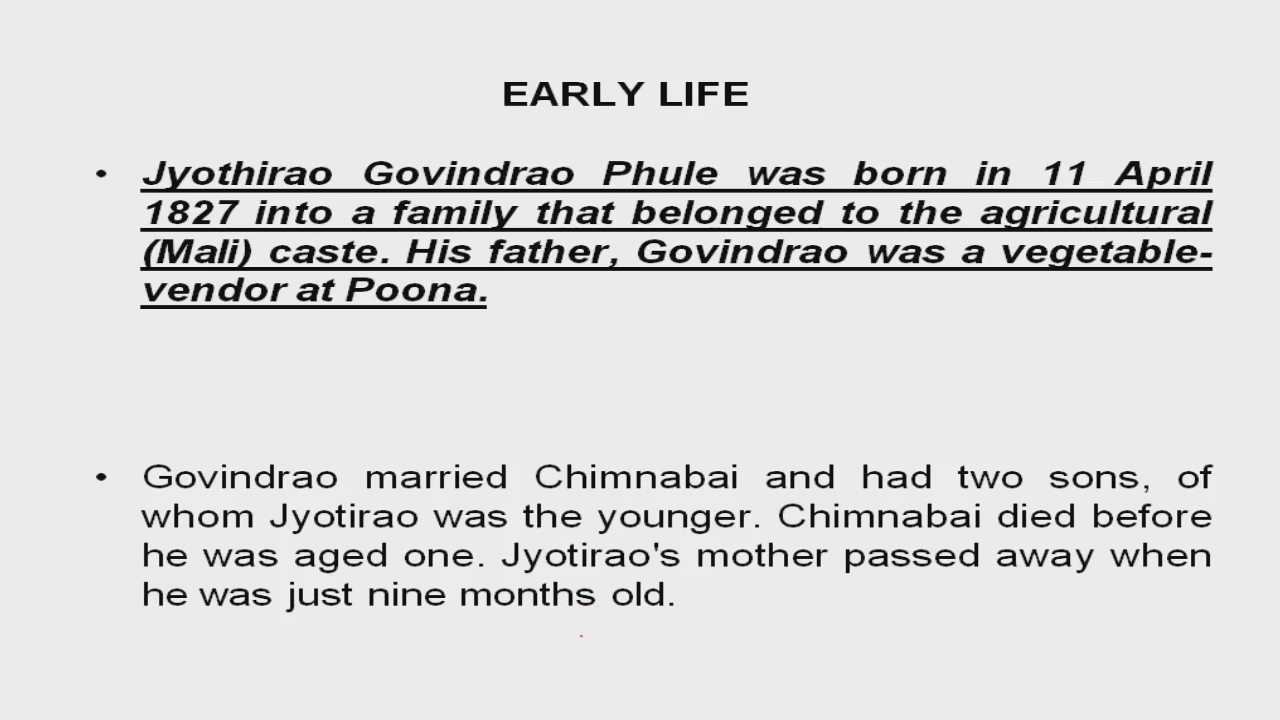 EARLY LIFE
• Jyothirao Govindrao Phule was born in 11 April
1827 into a family that belonged to the agricultural
(Mali) caste. His father, Govindrao was a vegetable-
vendor at Poona.
• Govindrao married Chimnabai and had two sons, of
whom Jyotirao was the younger. Chimnabai died before
he was aged one. Jyotirao's mother passed away when
he was just nine months old.